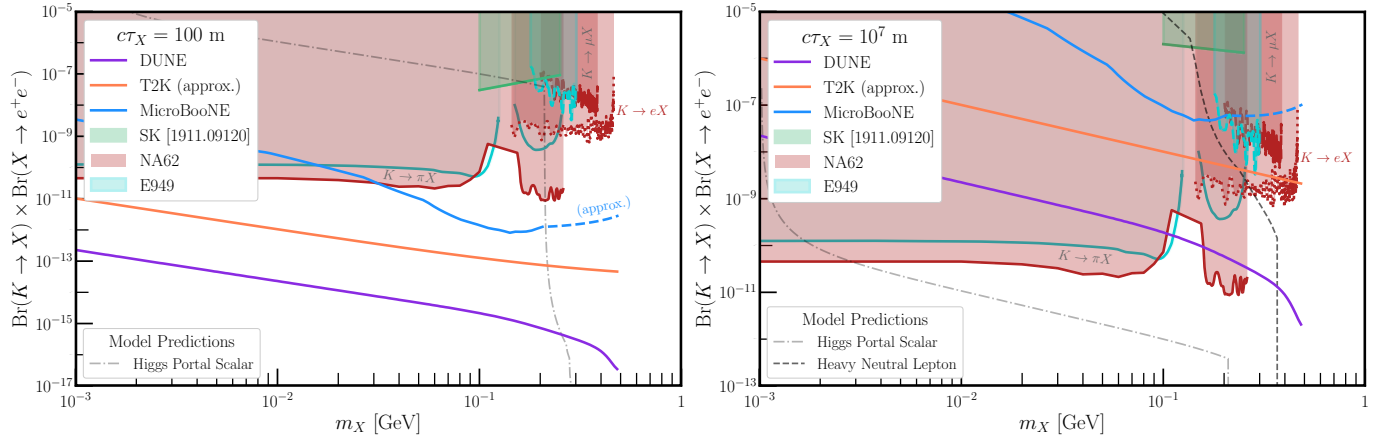 Br(K → X) × Br(X → e⁺e⁻)
10⁻⁵
10⁻⁷
10⁻⁹
10⁻¹¹
10⁻¹³
10⁻¹⁵
10⁻¹⁷
cτ_X = 100 m
DUNE
T2K (approx.)
MicroBooNE
SK [1911.09120]
NA62
E949
K → μX
K → eX
K → πX
(approx.)
Model Predictions
Higgs Portal Scalar
10⁻³ 10⁻² 10⁻¹ 1
m_X [GeV]
Br(K → X) × Br(X → e⁺e⁻)
10⁻⁵
10⁻⁷
10⁻⁹
10⁻¹¹
10⁻¹³
cτ_X = 10⁷ m
DUNE
T2K (approx.)
MicroBooNE
SK [1911.09120]
NA62
E949
K → μX
K → eX
K → πX
Model Predictions
Higgs Portal Scalar
Heavy Neutral Lepton
10⁻³ 10⁻² 10⁻¹ 1
m_X [GeV]